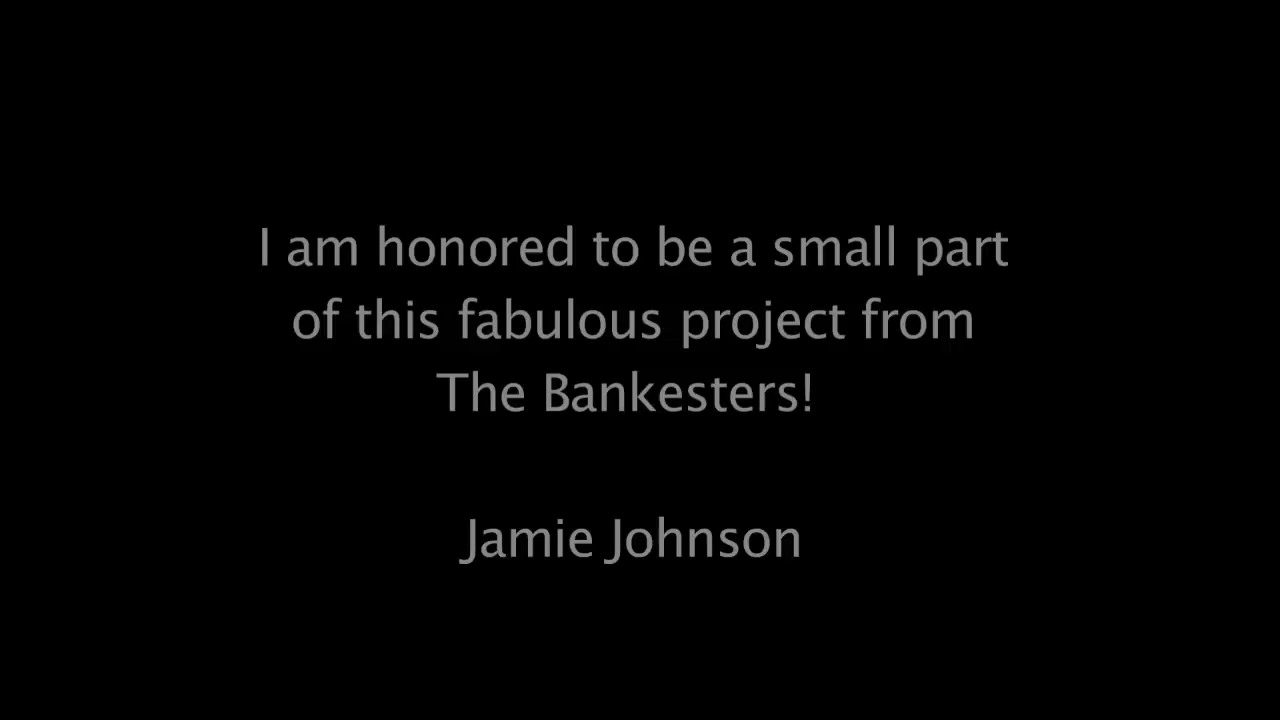 I am honored to be a small part
of this fabulous project from
The Bankesters!
Jamie Johnson